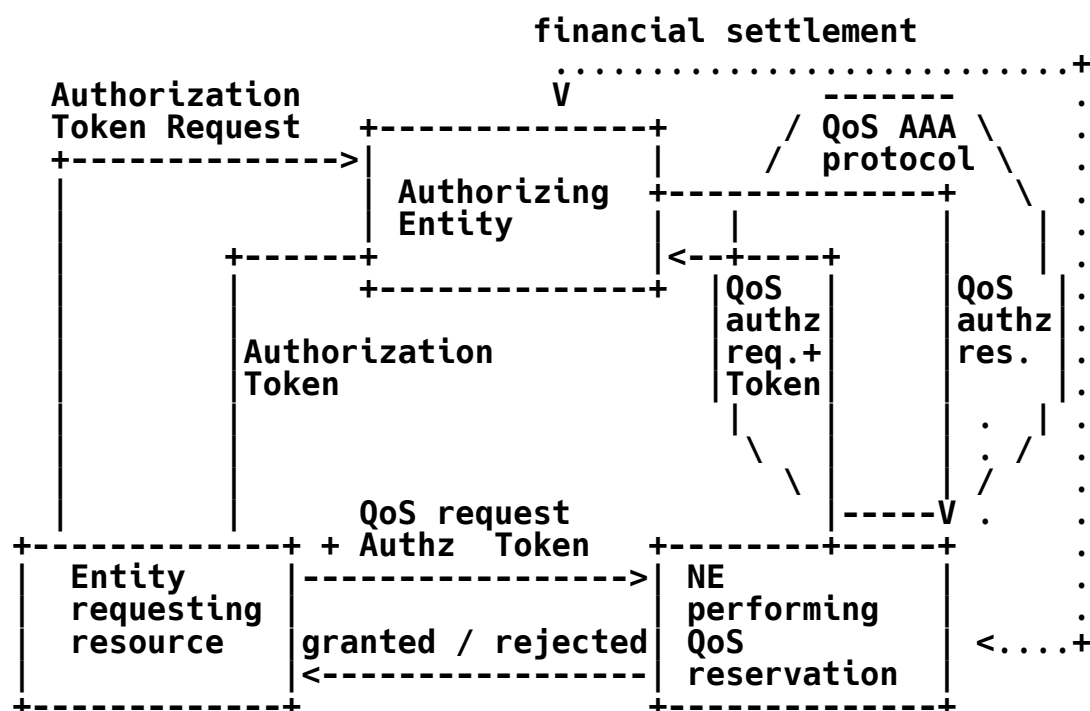 financial settlement
Authorization
Token Request
QoS AAA
protocol
Authorizing
Entity
QoS
authz
req.+
Token
QoS
authz
res.
Authorization
Token
QoS request
+ Authz Token
Entity
requesting
resource
NE
performing
QoS
reservation
granted / rejected